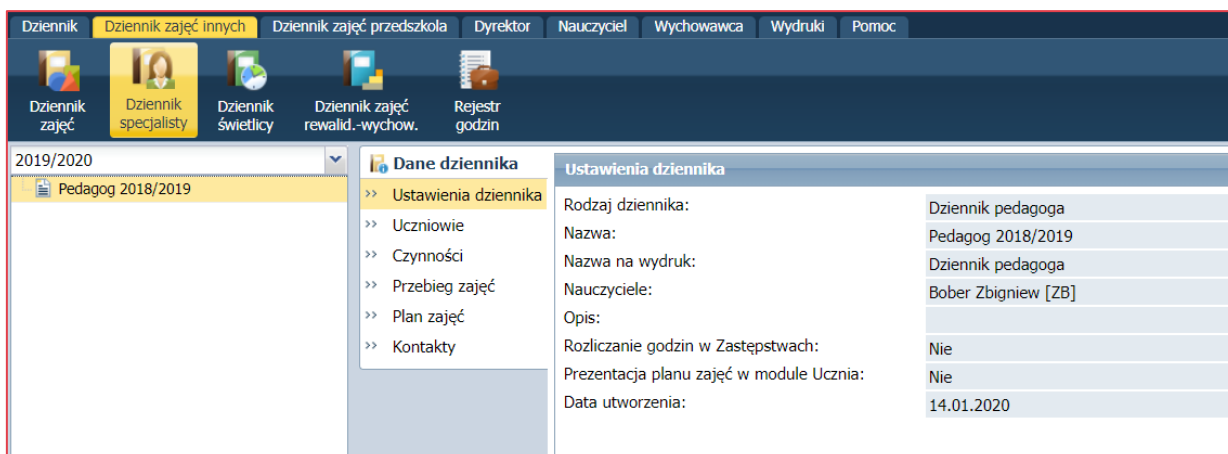 Dziennik Dziennik zajęć innych Dziennik zajęć przedszkola Dyrektor Nauczyciel Wychowawca Wydruki Pomoc
Dziennik zajęć
Dziennik specjalisty
Dziennik świetlicy
Dziennik zajęć rewalid.-wychow.
Rejestr godzin
2019/2020
Pedagog 2018/2019
Dane dziennika
>> Ustawienia dziennika
>> Uczniowie
>> Czynności
>> Przebieg zajęć
>> Plan zajęć
>> Kontakty
Ustawienia dziennika
Rodzaj dziennika: Dziennik pedagoga
Nazwa: Pedagog 2018/2019
Nazwa na wydruk: Dziennik pedagoga
Nauczyciele: Bober Zbigniew [ZB]
Opis:
Rozliczanie godzin w Zastępstwach: Nie
Prezentacja planu zajęć w module Ucznia: Nie
Data utworzenia: 14.01.2020